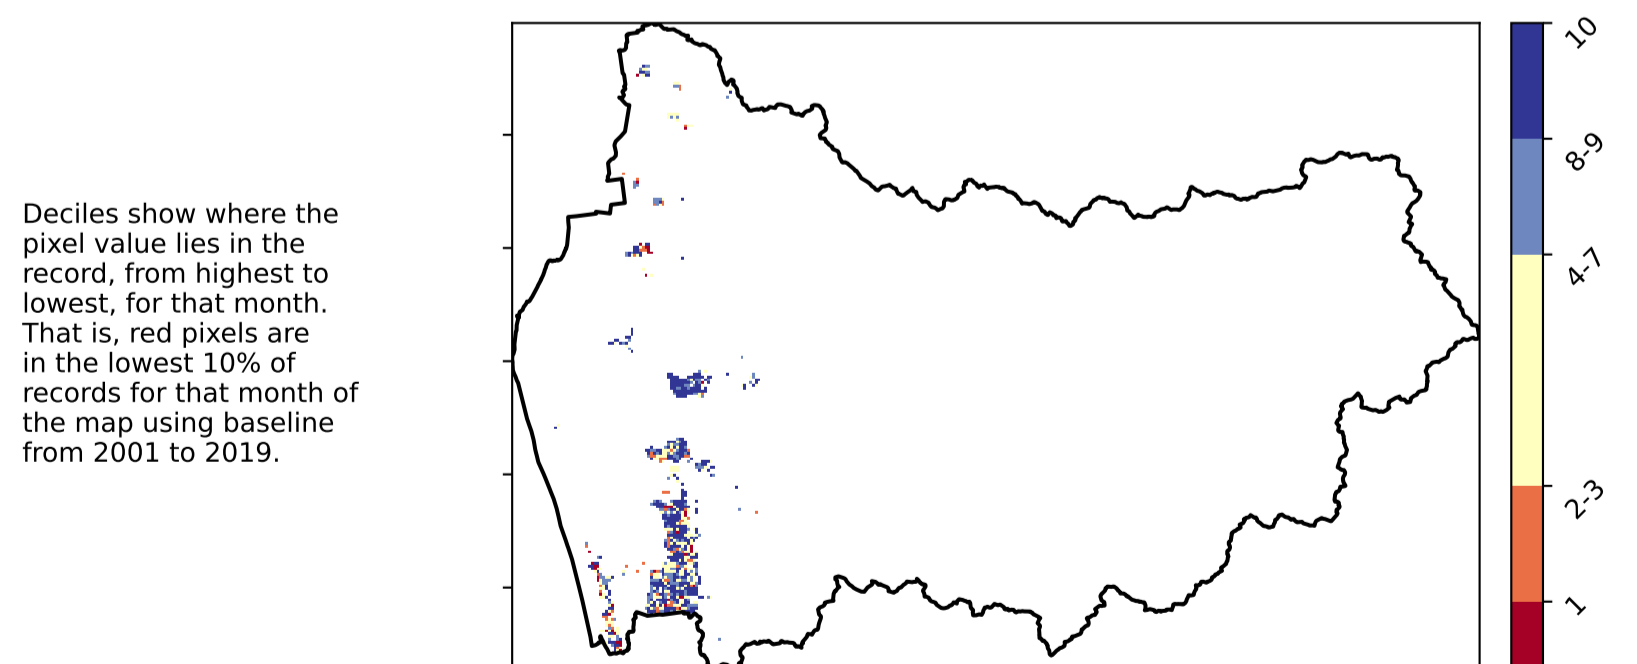 Deciles show where the
pixel value lies in the
record, from highest to
lowest, for that month.
That is, red pixels are
in the lowest 10% of
records for that month of
the map using baseline
from 2001 to 2019.
10
8-9
4-7
2-3
1